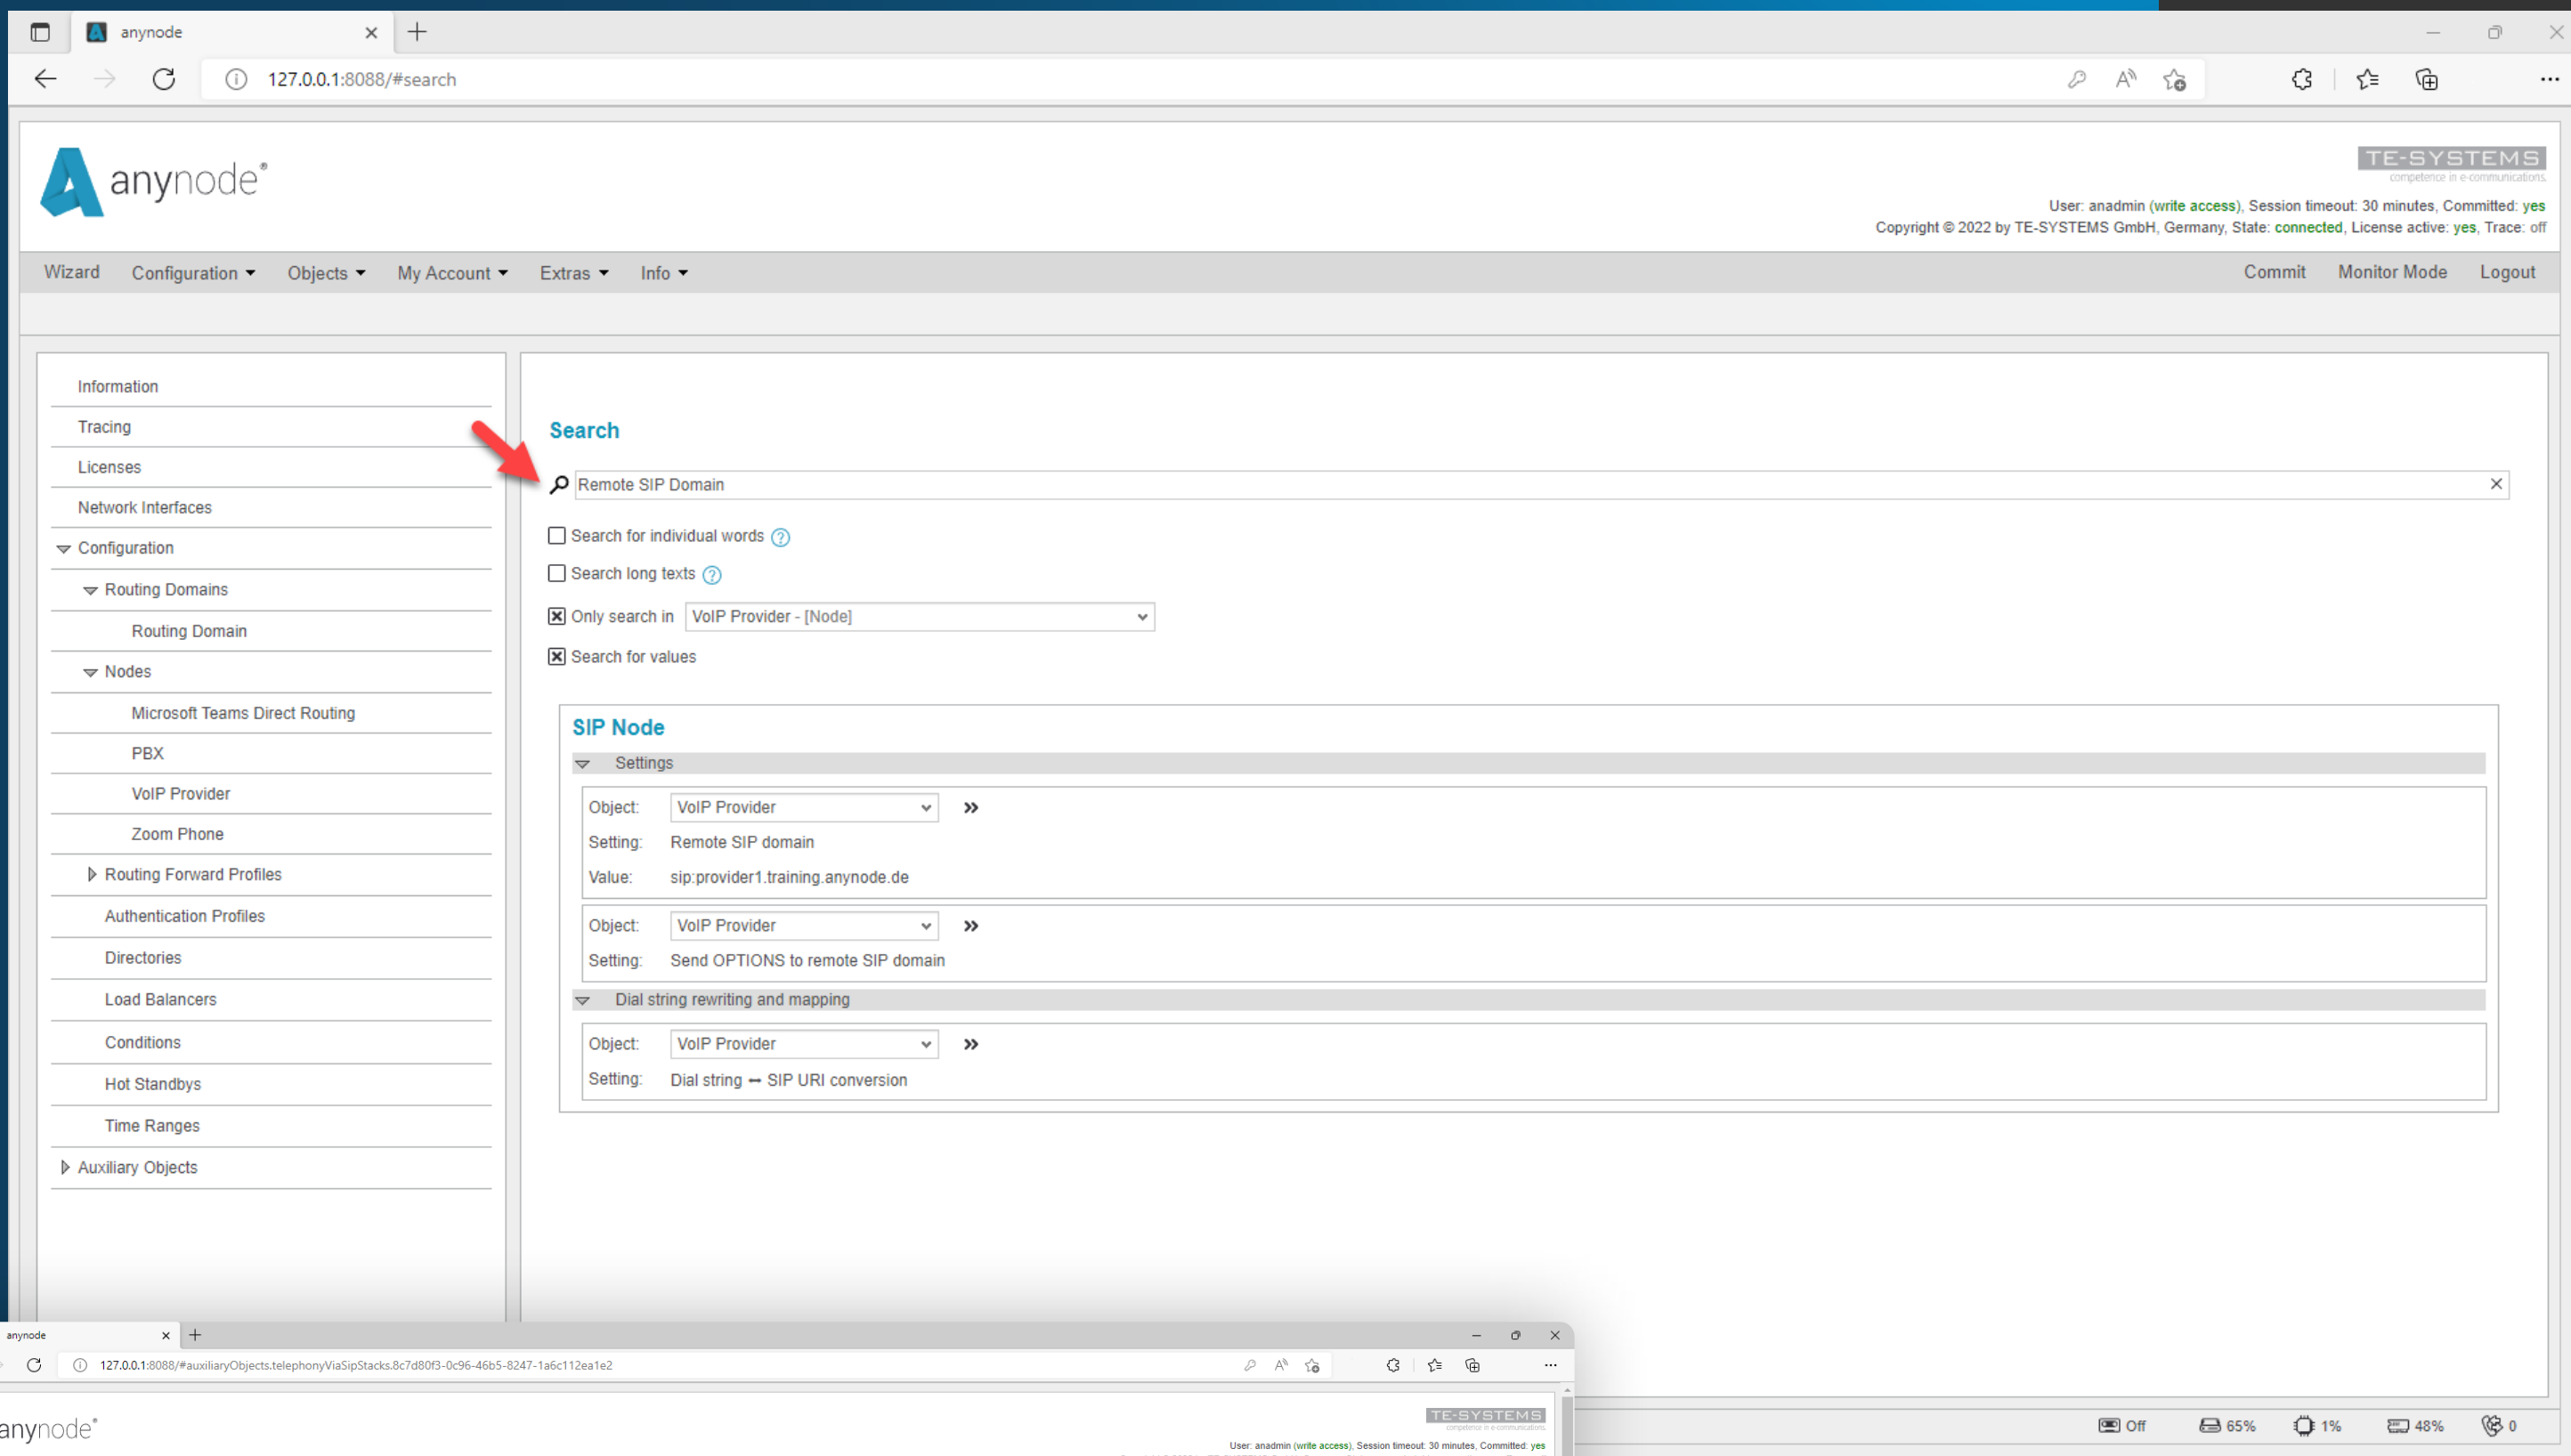 anynode
127.0.0.1:8088/#search
anynode®
TE-SYSTEMS
competence in e-communications.
User: anadmin (write access), Session timeout: 30 minutes, Committed: yes
Copyright © 2022 by TE-SYSTEMS GmbH, Germany, State: connected, License active: yes, Trace: off
Wizard Configuration Objects My Account Extras Info Commit Monitor Mode Logout
Information
Tracing
Licenses
Network Interfaces
Configuration
Routing Domains
Routing Domain
Nodes
Microsoft Teams Direct Routing
PBX
VoIP Provider
Zoom Phone
Routing Forward Profiles
Authentication Profiles
Directories
Load Balancers
Conditions
Hot Standbys
Time Ranges
Auxiliary Objects
Search
Remote SIP Domain
Search for individual words ?
Search long texts ?
Only search in VoIP Provider - [Node]
Search for values
SIP Node
Settings
Object: VoIP Provider
Setting: Remote SIP domain
Value: sip:provider1.training.anynode.de
Object: VoIP Provider
Setting: Send OPTIONS to remote SIP domain
Dial string rewriting and mapping
Object: VoIP Provider
Setting: Dial string ↔ SIP URI conversion
anynode
127.0.0.1:8088/#auxiliaryObjects.telephonyViaSipStacks.8c7d80f3-0c96-46b5-8247-1a6c112ea1e2
anynode®
TE-SYSTEMS
competence in e-communications.
User: anadmin (write access), Session timeout: 30 minutes, Committed: yes
Off 65% 1% 48% 0